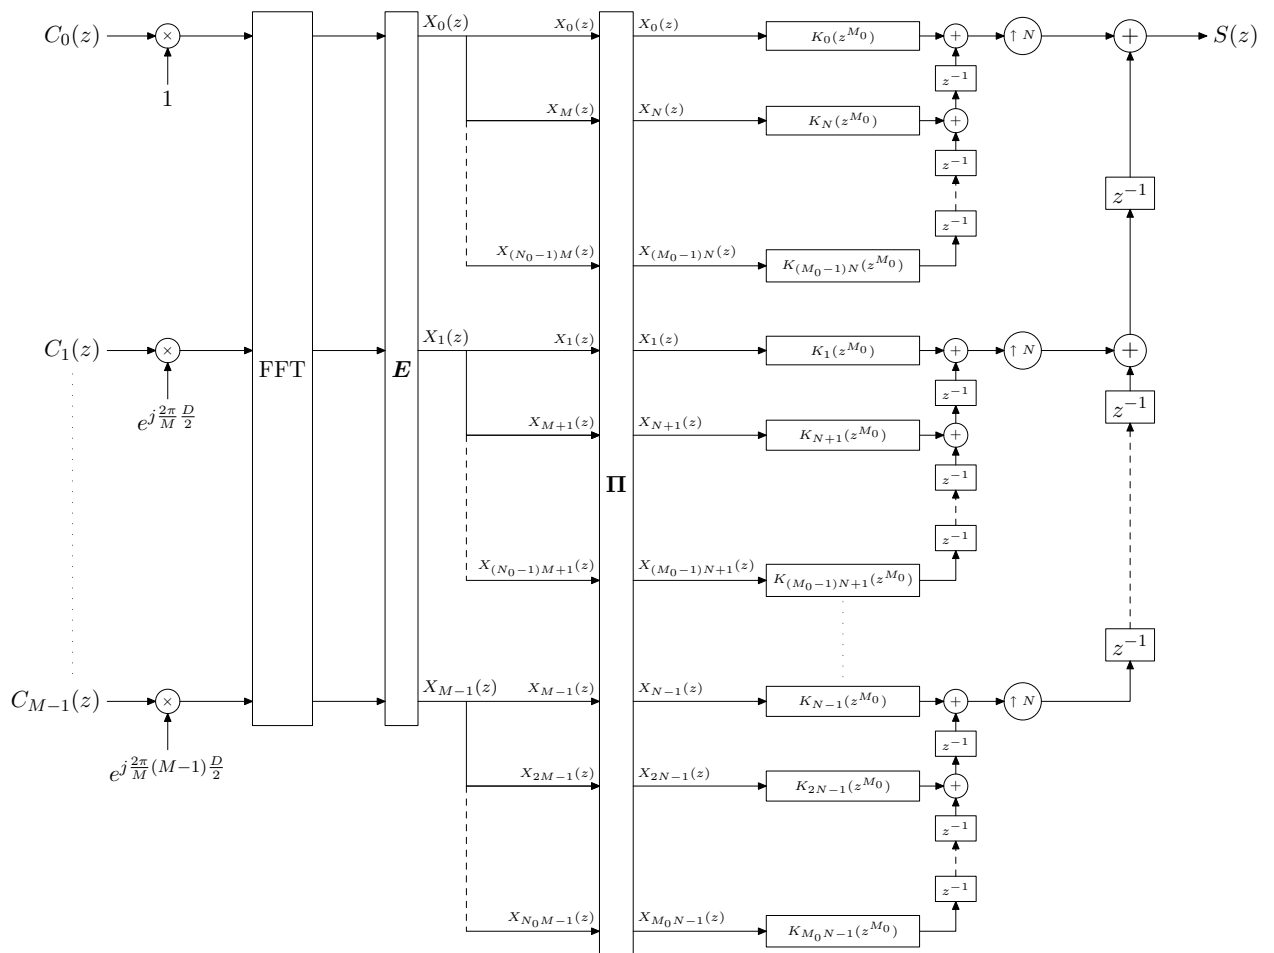 C_0(z) × X_0(z) X_0(z) X_0(z) K_0(z^{M_0}) + ↑ N + S(z)
1 z^{-1}
X_M(z) X_N(z) K_N(z^{M_0}) +
z^{-1}
z^{-1}
z^{-1}
X_{(N_0-1)M}(z) X_{(M_0-1)N}(z) K_{(M_0-1)N}(z^{M_0})
C_1(z) × X_1(z) X_1(z) X_1(z) K_1(z^{M_0}) + ↑ N +
FFT E
z^{-1} z^{-1}
e^{j\frac{2π}{M}\frac{D}{2}}
X_{M+1}(z) X_{N+1}(z) K_{N+1}(z^{M_0}) +
z^{-1}
Π
z^{-1}
X_{(N_0-1)M+1}(z) X_{(M_0-1)N+1}(z) K_{(M_0-1)N+1}(z^{M_0})
z^{-1}
C_{M-1}(z) × X_{M-1}(z) X_{M-1}(z) X_{N-1}(z) K_{N-1}(z^{M_0}) + ↑ N
z^{-1}
e^{j\frac{2π}{M}(M-1)\frac{D}{2}}
X_{2M-1}(z) X_{2N-1}(z) K_{2N-1}(z^{M_0}) +
z^{-1}
z^{-1}
X_{N_0M-1}(z) X_{M_0N-1}(z) K_{M_0N-1}(z^{M_0})